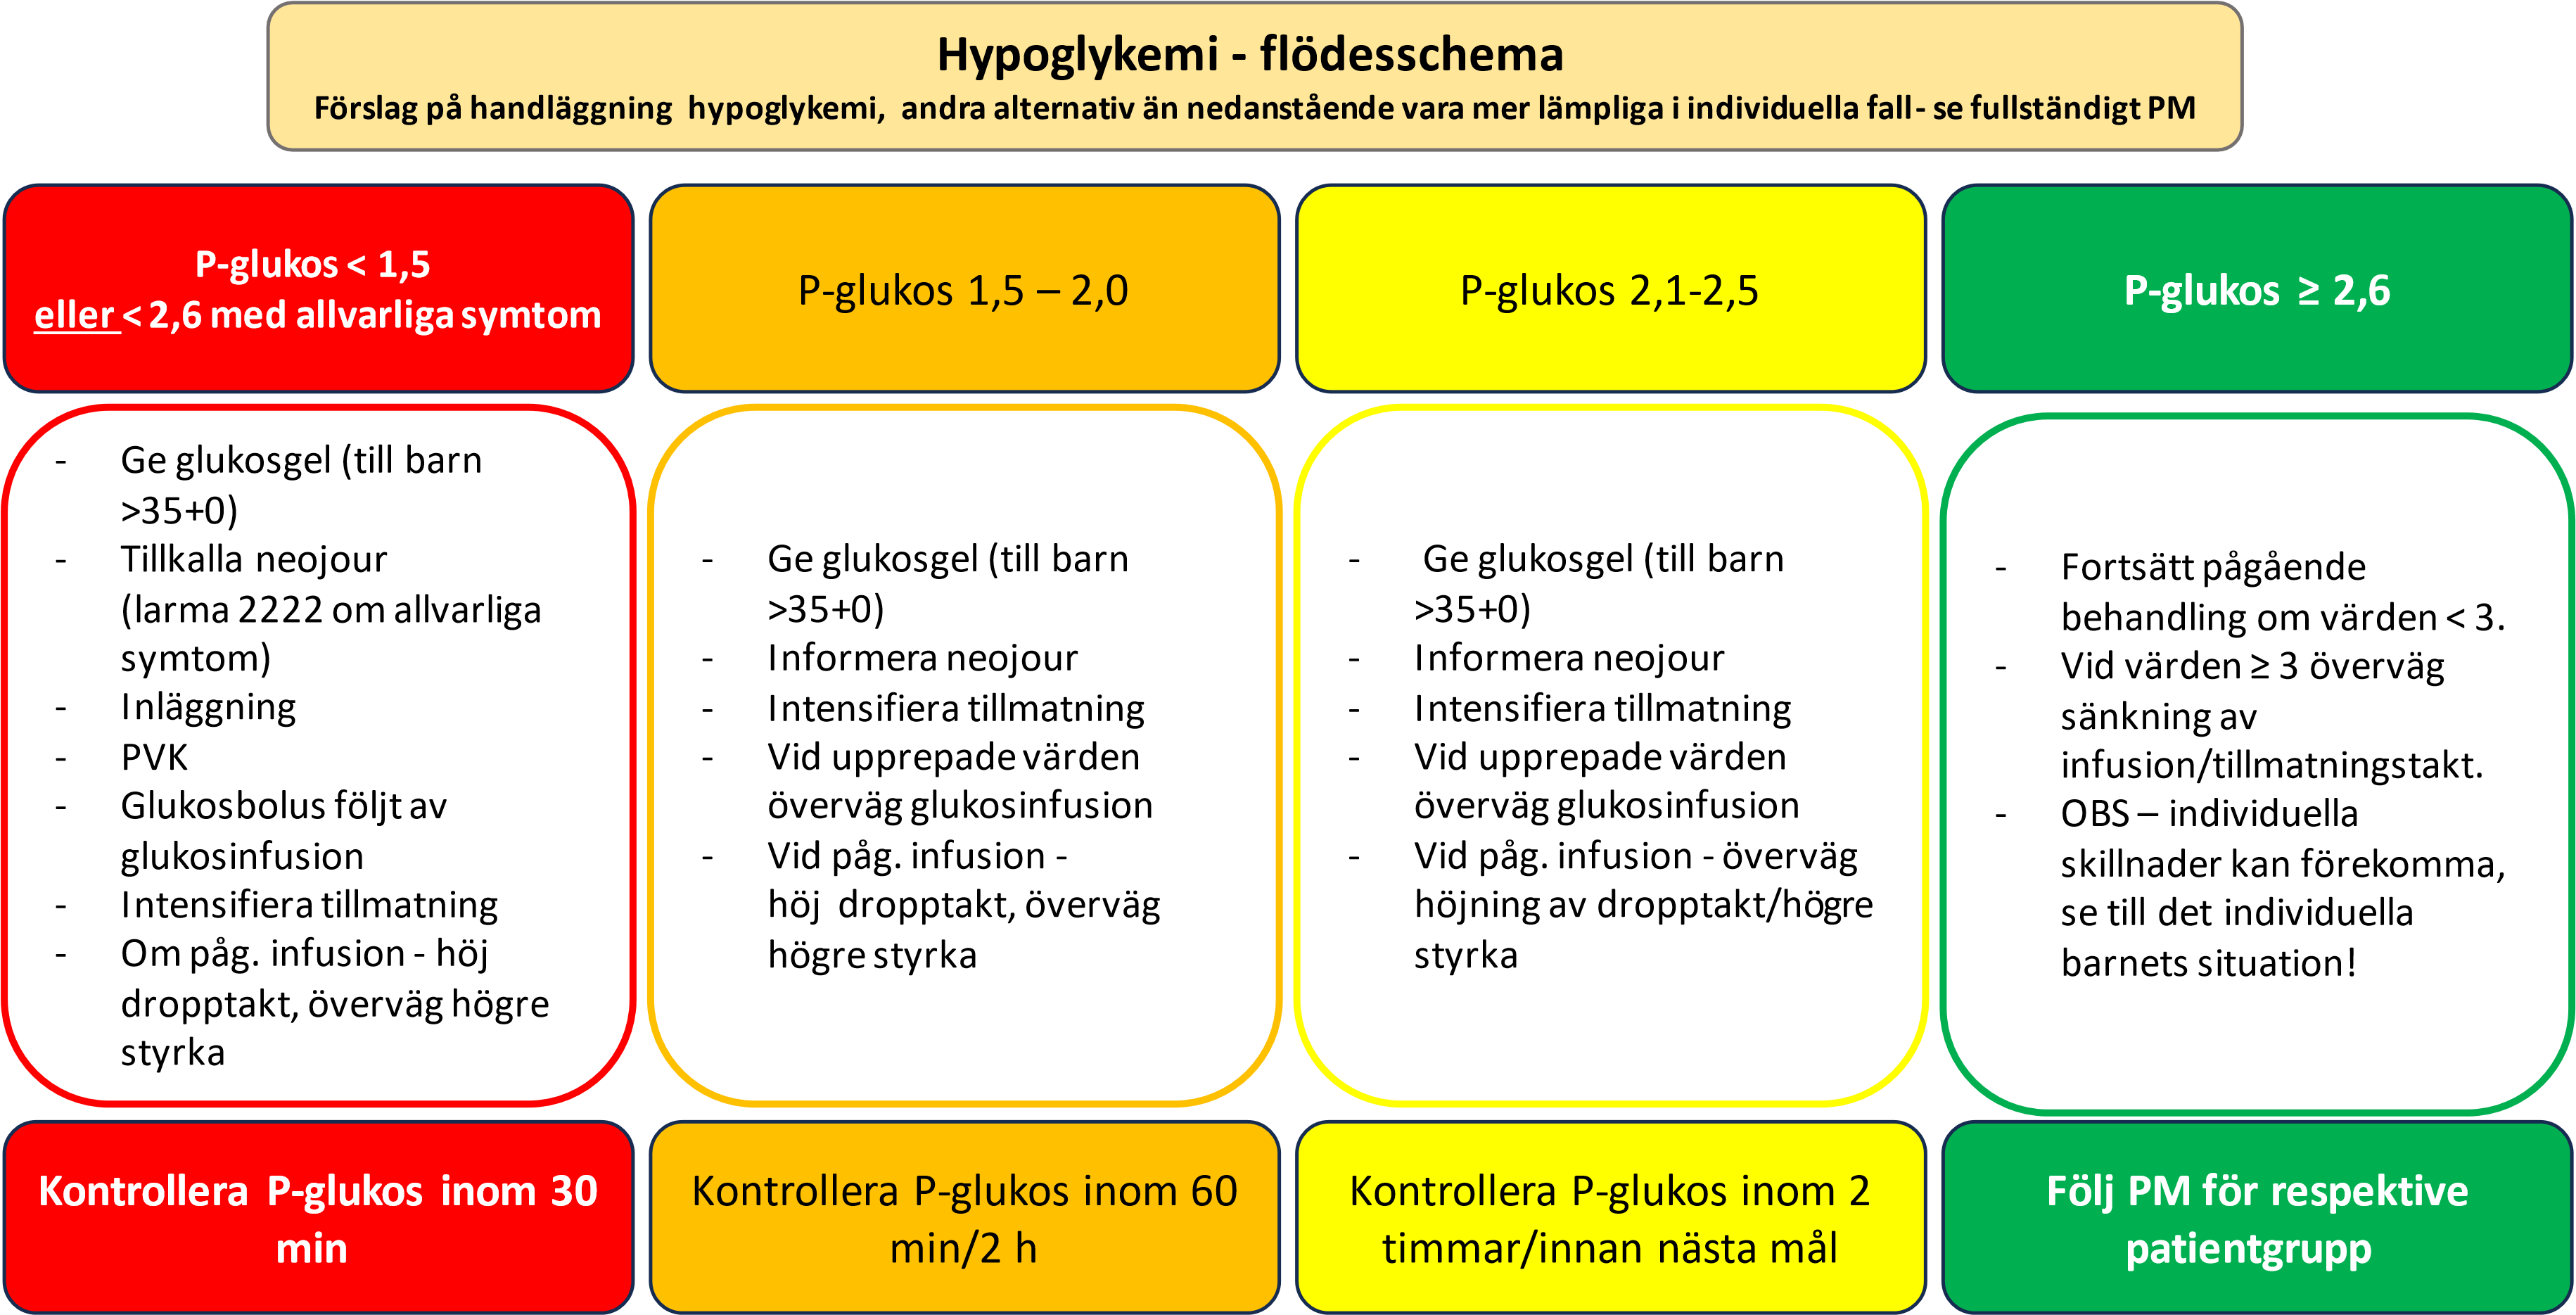 Hypoglykemi - flödesschema
Förslag på handläggning hypoglykemi, andra alternativ än nedanstående vara mer lämpliga i individuella fall - se fullständigt PM
P-glukos < 1,5
eller < 2,6 med allvarliga symtom
- Ge glukosgel (till barn
>35+0)
- Tillkalla neojour
(larma 2222 om allvarliga
symtom)
- Inläggning
- PVK
- Glukosbolus följt av
glukosinfusion
- Intensifiera tillmatning
- Om påg. infusion - höj
dropptakt, överväg högre
styrka
Kontrollera P-glukos inom 30
min
P-glukos 1,5 – 2,0
- Ge glukosgel (till barn
>35+0)
- Informera neojour
- Intensifiera tillmatning
- Vid upprepade värden
överväg glukosinfusion
- Vid påg. infusion -
höj dropptakt, överväg
högre styrka
Kontrollera P-glukos inom 60
min/2 h
P-glukos 2,1-2,5
- Ge glukosgel (till barn
>35+0)
- Informera neojour
- Intensifiera tillmatning
- Vid upprepade värden
överväg glukosinfusion
- Vid påg. infusion - överväg
höjning av dropptakt/högre
styrka
Kontrollera P-glukos inom 2
timmar/innan nästa mål
P-glukos ≥ 2,6
- Fortsätt pågående
behandling om värden < 3.
- Vid värden ≥ 3 överväg
sänkning av
infusion/tillmatningstakt.
- OBS – individuella
skillnader kan förekomma,
se till det individuella
barnets situation!
Följ PM för respektive
patientgrupp